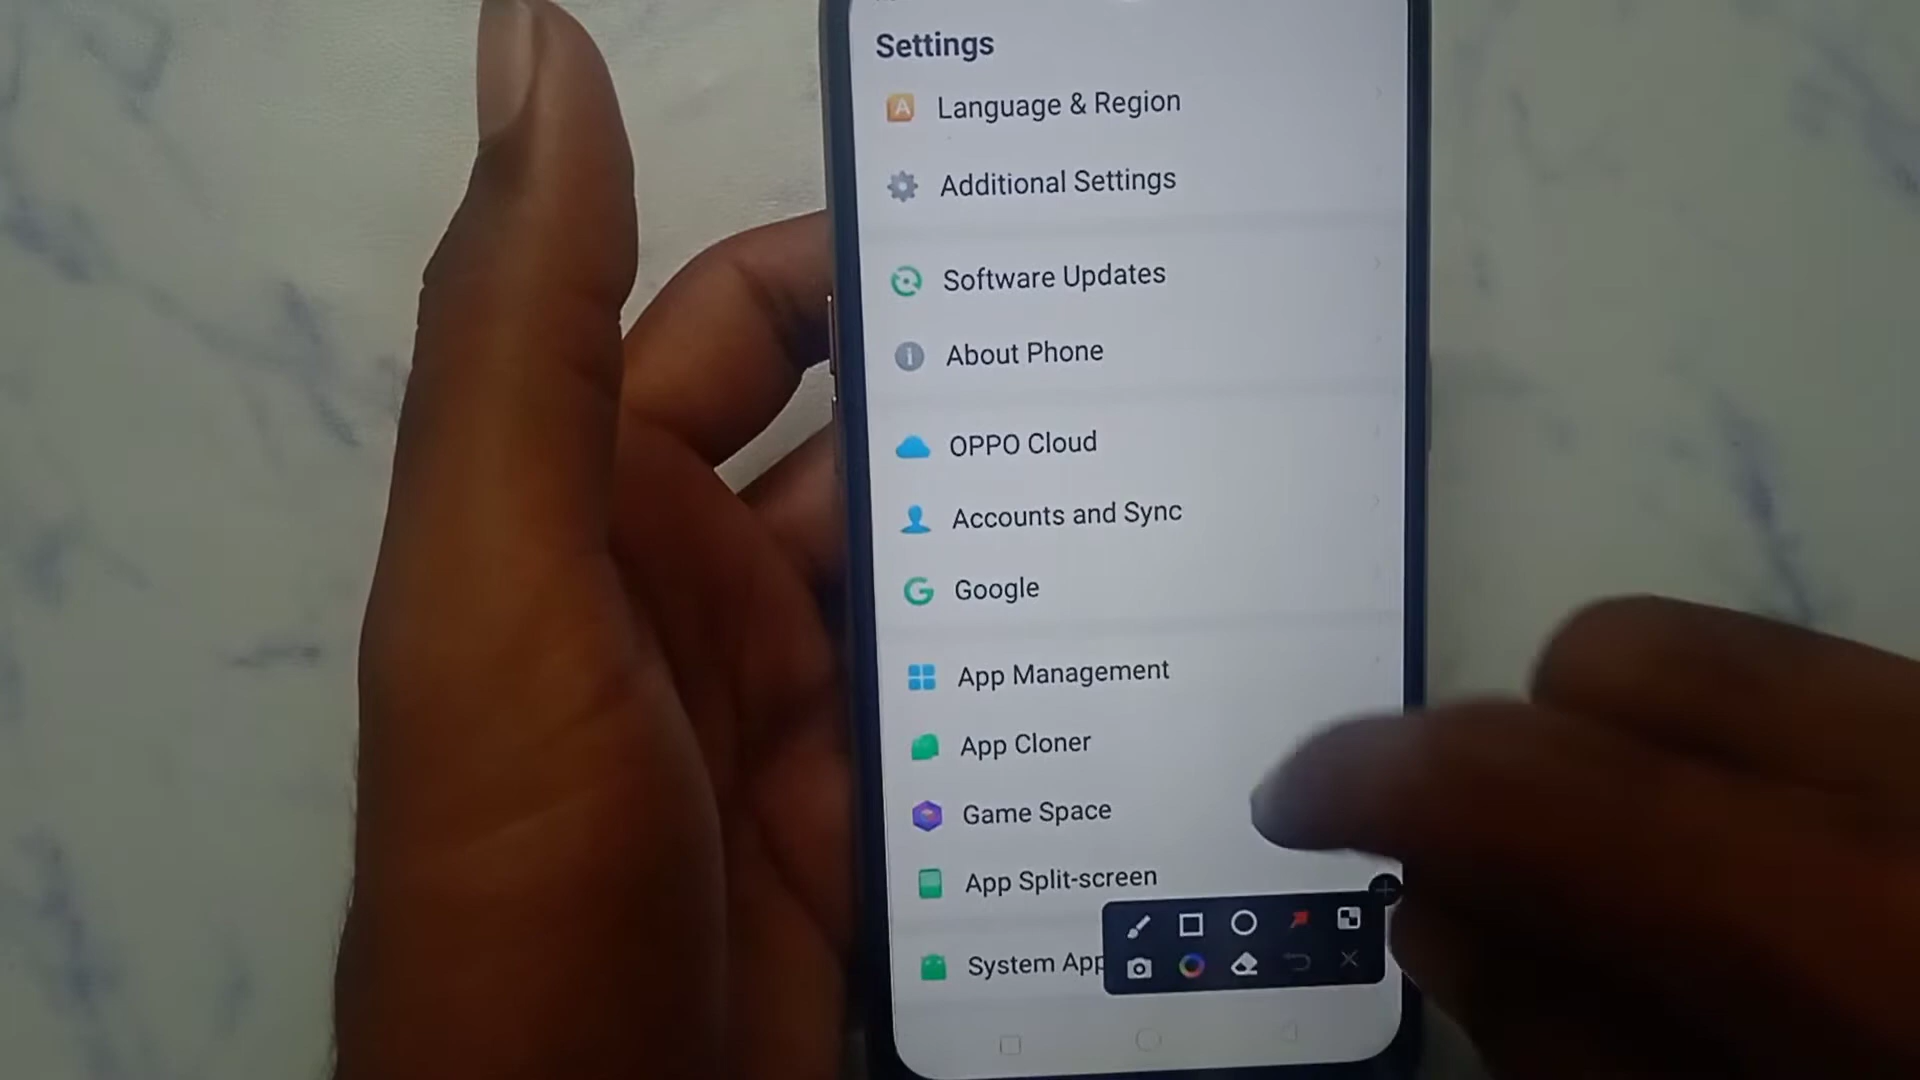 Settings
Language & Region
Additional Settings
Software Updates
About Phone
OPPO Cloud
Accounts and Sync
Google
App Management
App Cloner
Game Space
App Split-screen
System App